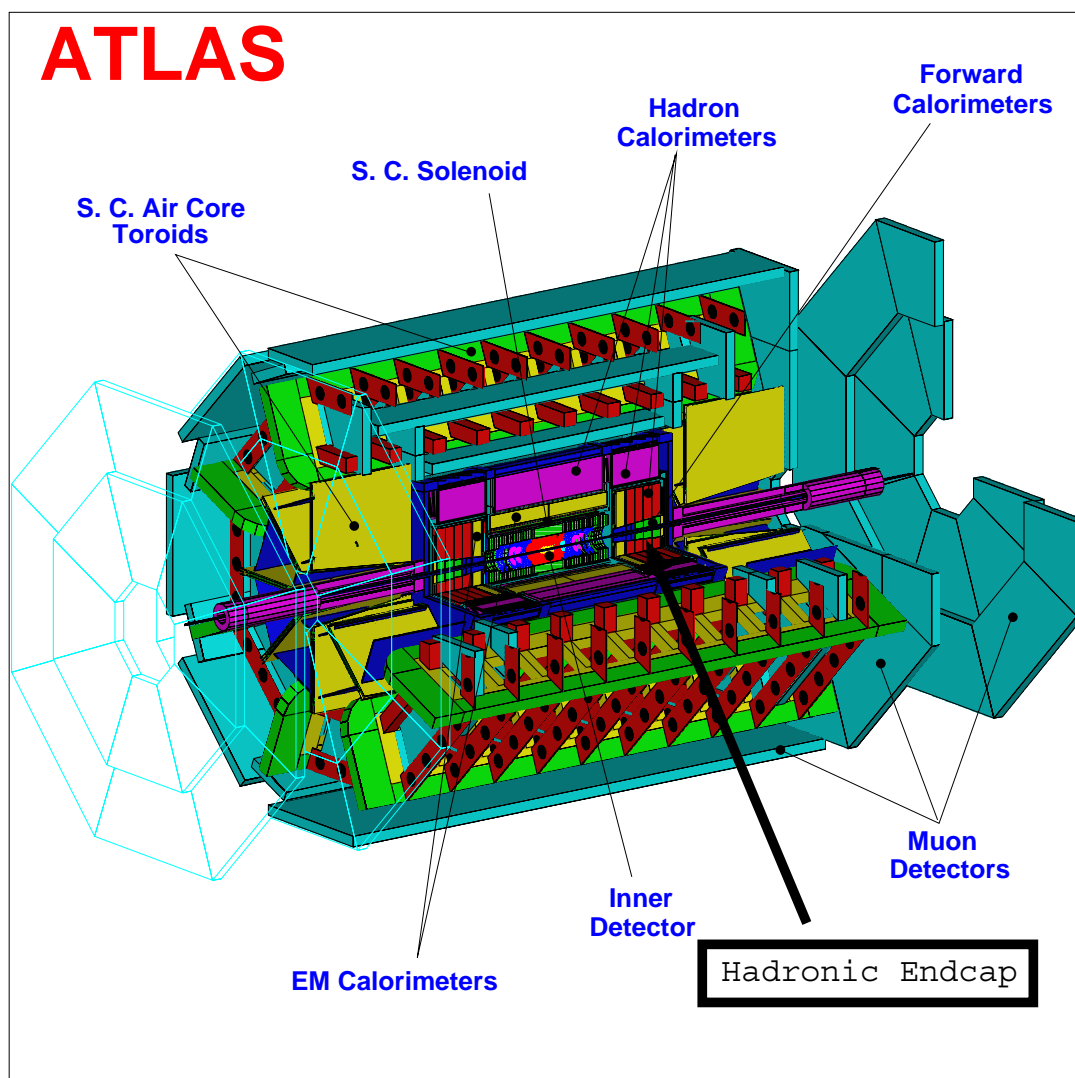 ATLAS
Forward
Calorimeters
Hadron
Calorimeters
S. C. Solenoid
S. C. Air Core
Toroids
Muon
Detectors
Inner
Detector
EM Calorimeters
Hadronic Endcap